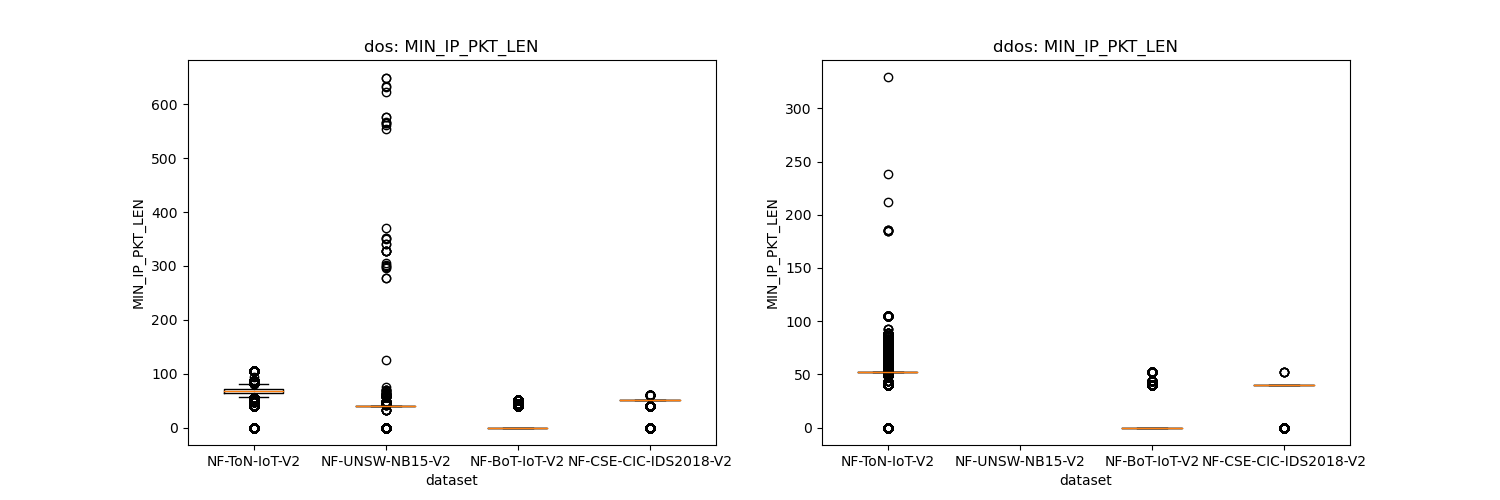 dos: MIN_IP_PKT_LEN
MIN_IP_PKT_LEN
600
500
400
300
200
100
0
NF-ToN-IoT-V2
NF-UNSW-NB15-V2
NF-BoT-IoT-V2
NF-CSE-CIC-IDS2018-V2
dataset
ddos: MIN_IP_PKT_LEN
MIN_IP_PKT_LEN
300
250
200
150
100
50
0
NF-ToN-IoT-V2
NF-UNSW-NB15-V2
NF-BoT-IoT-V2
NF-CSE-CIC-IDS2018-V2
dataset